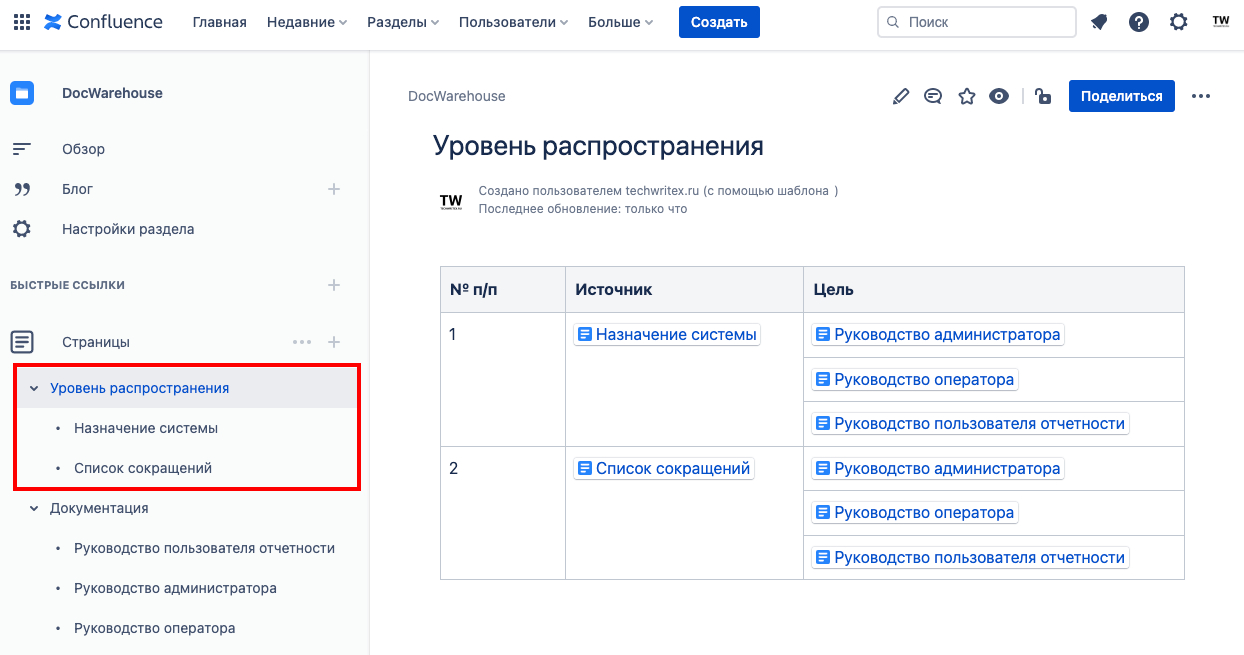 Confluence Главная Недавние Разделы Пользователи Больше Создать Поиск TW
DocWarehouse
Обзор
Блог
Настройки раздела
БЫСТРЫЕ ССЫЛКИ
Страницы
Уровень распространения
Назначение системы
Список сокращений
Документация
Руководство пользователя отчетности
Руководство администратора
Руководство оператора
DocWarehouse Поделиться
Уровень распространения
TW
Создано пользователем techwritex.ru (с помощью шаблона )
Последнее обновление: только что
№ п/п Источник Цель
1 Назначение системы Руководство администратора
Руководство оператора
Руководство пользователя отчетности
2 Список сокращений Руководство администратора
Руководство оператора
Руководство пользователя отчетности